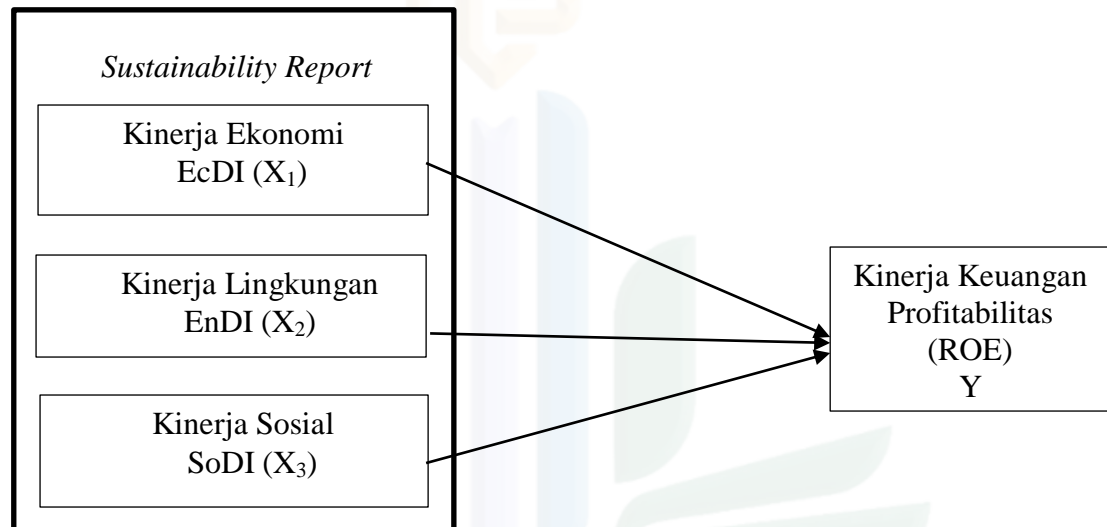 Sustainability Report
Kinerja Ekonomi
EcDI (X₁)
Kinerja Lingkungan
EnDI (X₂)
Kinerja Sosial
SoDI (X₃)
Kinerja Keuangan
Profitabilitas
(ROE)
Y